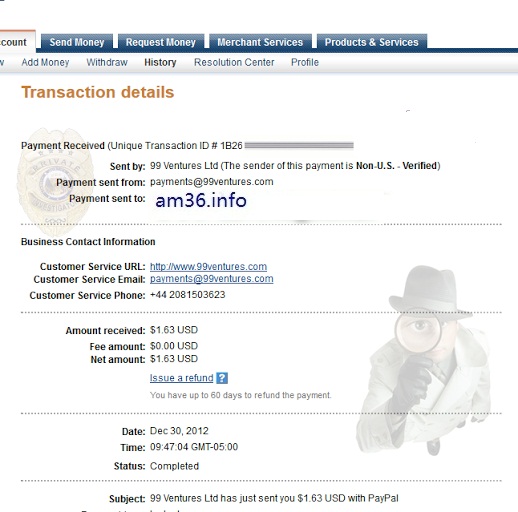 ccount Send Money Request Money Merchant Services Products & Services
w Add Money Withdraw History Resolution Center Profile
Transaction details
Payment Received (Unique Transaction ID # 1B26
Sent by: 99 Ventures Ltd (The sender of this payment is Non-U.S. - Verified)
Payment sent from: payments@99ventures.com
Payment sent to: am36.info
Business Contact Information
Customer Service URL: http://www.99ventures.com
Customer Service Email: payments@99ventures.com
Customer Service Phone: +44 2081503623
Amount received: $1.63 USD
Fee amount: $0.00 USD
Net amount: $1.63 USD
Issue a refund ?
You have up to 60 days to refund the payment.
Date: Dec 30, 2012
Time: 09:47:04 GMT-05:00
Status: Completed
Subject: 99 Ventures Ltd has just sent you $1.63 USD with PayPal